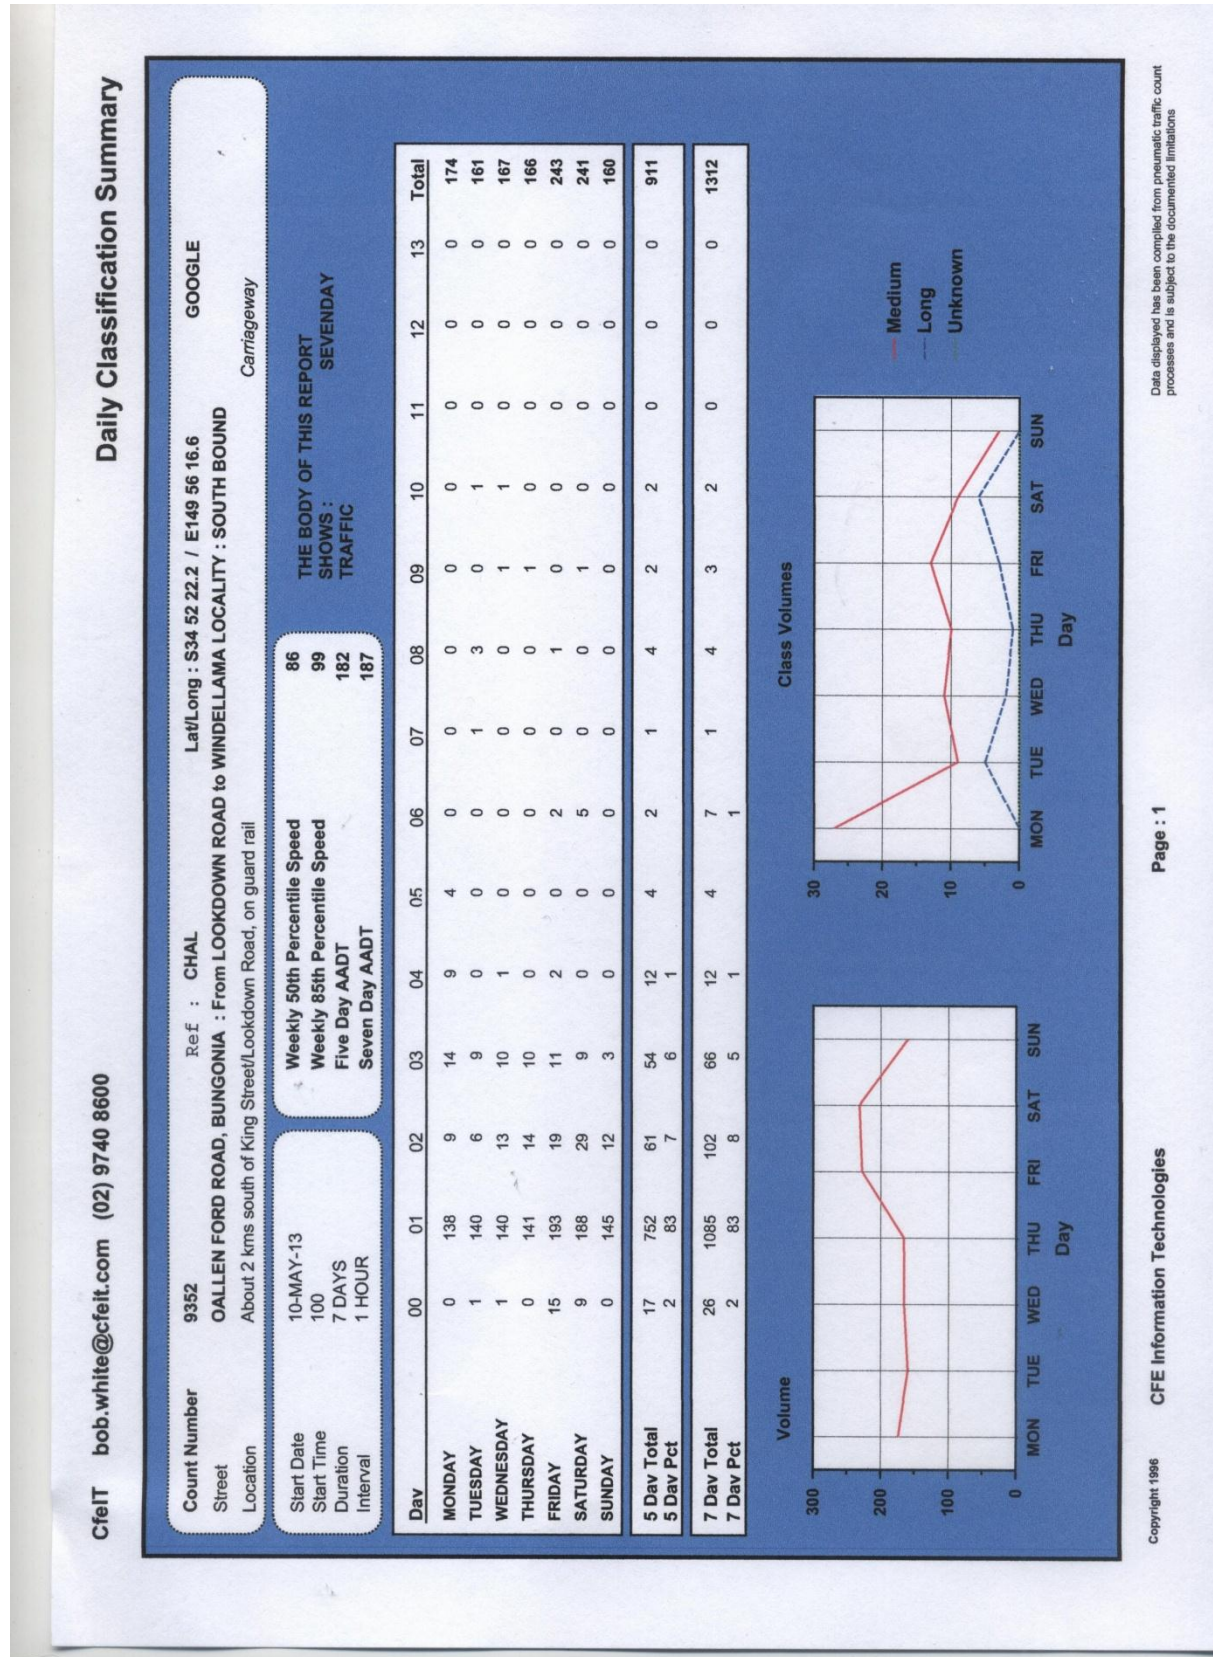 CfeIT bob.white@cfeit.com (02) 9740 8600 Daily Classification Summary
Count Number 9352 Ref : CHAL Lat/Long : S34 52 22.2 / E149 56 16.6 GOOGLE
Street OALLEN FORD ROAD, BUNGONIA : From LOOKDOWN ROAD to WINDELLAMA LOCALITY : SOUTH BOUND
Location About 2 kms south of King Street/Lookdown Road, on guard rail Carriageway
Start Date 10-MAY-13
Start Time 100
Duration 7 DAYS
Interval 1 HOUR
Weekly 50th Percentile Speed 86
Weekly 85th Percentile Speed 99
Five Day AADT 182
Seven Day AADT 187
THE BODY OF THIS REPORT
SHOWS : SEVENDAY
TRAFFIC
Day 00 01 02 03 04 05 06 07 08 09 10 11 12 13 Total
MONDAY 0 138 9 14 9 4 0 0 0 0 0 0 0 0 174
TUESDAY 1 140 6 9 0 0 0 1 3 0 1 0 0 0 161
WEDNESDAY 1 140 13 10 1 0 0 0 0 1 1 0 0 0 167
THURSDAY 0 141 14 10 0 0 0 0 0 1 0 0 0 0 166
FRIDAY 15 193 19 11 2 0 2 0 1 0 0 0 0 0 243
SATURDAY 9 188 29 9 0 0 5 0 0 1 0 0 0 0 241
SUNDAY 0 145 12 3 0 0 0 0 0 0 0 0 0 0 160
5 Day Total 17 752 61 54 12 4 2 1 4 2 2 0 0 0 911
5 Day Pct 2 83 7 6 1
7 Day Total 26 1085 102 66 12 4 7 1 4 3 2 0 0 0 1312
7 Day Pct 2 83 8 5 1 1
Volume
300
200
100
0
MON TUE WED THU FRI SAT SUN
Day
Class Volumes
30
20
10
0
MON TUE WED THU FRI SAT SUN
Day
Medium
Long
Unknown
Copyright 1996 CFE Information Technologies Page : 1
Data displayed has been compiled from pneumatic traffic count
processes and is subject to the documented limitations